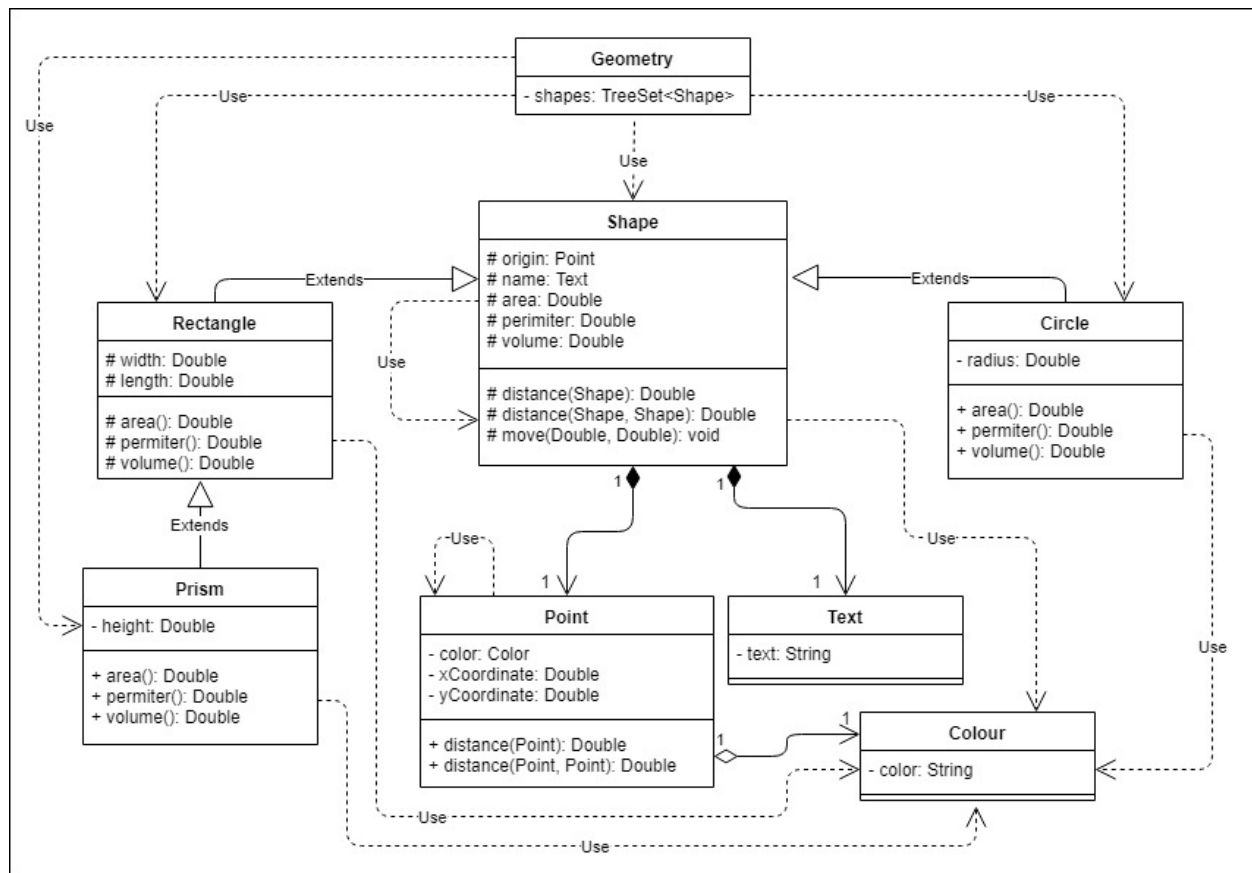 Geometry
- shapes: TreeSet<Shape>
Use
Use
Use
Use
Shape
# origin: Point
# name: Text
# area: Double
# perimiter: Double
# volume: Double
# distance(Shape): Double
# distance(Shape, Shape): Double
# move(Double, Double): void
Extends
Extends
Use
Rectangle
# width: Double
# length: Double
# area(): Double
# permiter(): Double
# volume(): Double
Circle
- radius: Double
+ area(): Double
+ permiter(): Double
+ volume(): Double
Extends
1
1
Use
Use
1
1
Prism
- height: Double
+ area(): Double
+ permiter(): Double
+ volume(): Double
Point
- color: Color
- xCoordinate: Double
- yCoordinate: Double
+ distance(Point): Double
+ distance(Point, Point): Double
Text
- text: String
Use
1
1
Colour
- color: String
Use
Use